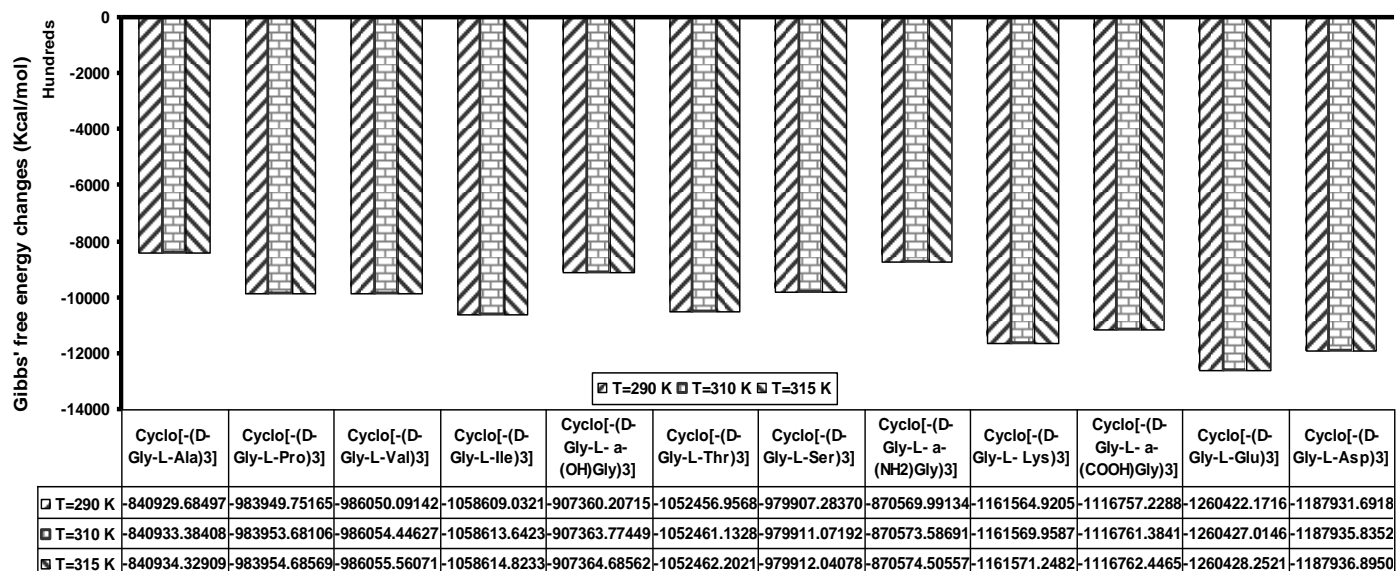 Gibbs' free energy changes (Kcal/mol)
Hundreds
0
-2000
-4000
-6000
-8000
-10000
-12000
-14000
T=290 K T=310 K T=315 K
Cyclo[-(D-
Gly-L-Ala)3]
Cyclo[-(D-
Gly-L-Pro)3]
Cyclo[-(D-
Gly-L-Val)3]
Cyclo[-(D-
Gly-L-Ile)3]
Cyclo[-(D-
Gly-L- a-
(OH)Gly)3]
Cyclo[-(D-
Gly-L-Thr)3]
Cyclo[-(D-
Gly-L-Ser)3]
Cyclo[-(D-
Gly-L- a-
(NH2)Gly)3]
Cyclo[-(D-
Gly-L- Lys)3]
Cyclo[-(D-
Gly-L- a-
(COOH)Gly)3]
Cyclo[-(D-
Gly-L-Glu)3]
Cyclo[-(D-
Gly-L-Asp)3]
T=290 K -840929.68497 -983949.75165 -986050.09142 -1058609.0321 -907360.20715 -1052456.9568 -979907.28370 -870569.99134 -1161564.9205 -1116757.2288 -1260422.1716 -1187931.6918
T=310 K -840933.38408 -983953.68106 -986054.44627 -1058613.6423 -907363.77449 -1052461.1328 -979911.07192 -870573.58691 -1161569.9587 -1116761.3841 -1260427.0146 -1187935.8352
T=315 K -840934.32909 -983954.68569 -986055.56071 -1058614.8233 -907364.68562 -1052462.2021 -979912.04078 -870574.50557 -1161571.2482 -1116762.4465 -1260428.2521 -1187936.8950